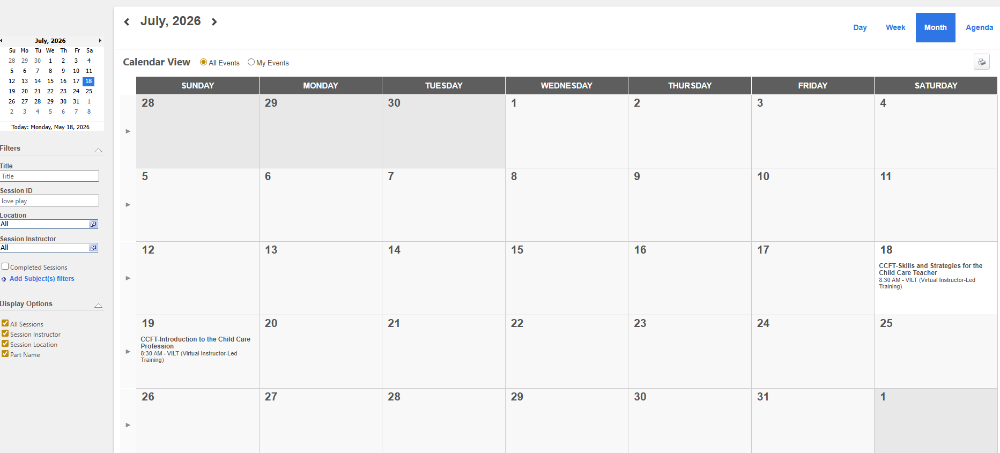 July, 2026
Day Week Month Agenda
July, 2026
Su Mo Tu We Th Fr Sa
28 29 30 1 2 3 4
5 6 7 8 9 10 11
12 13 14 15 16 17 18
19 20 21 22 23 24 25
26 27 28 29 30 31 1
2 3 4 5 6 7 8
Today: Monday, May 18, 2026
Filters
Title
Title
Session ID
love play
Location
All
Session Instructor
All
Completed Sessions
Add Subject(s) filters
Display Options
All Sessions
Session Instructor
Session Location
Part Name
Calendar View All Events My Events
SUNDAY MONDAY TUESDAY WEDNESDAY THURSDAY FRIDAY SATURDAY
28 29 30 1 2 3 4
5 6 7 8 9 10 11
12 13 14 15 16 17 18
CCFT-Skills and Strategies for the
Child Care Teacher
8:30 AM - VILT (Virtual Instructor-Led
Training)
19 20 21 22 23 24 25
CCFT-Introduction to the Child Care
Profession
8:30 AM - VILT (Virtual Instructor-Led
Training)
26 27 28 29 30 31 1